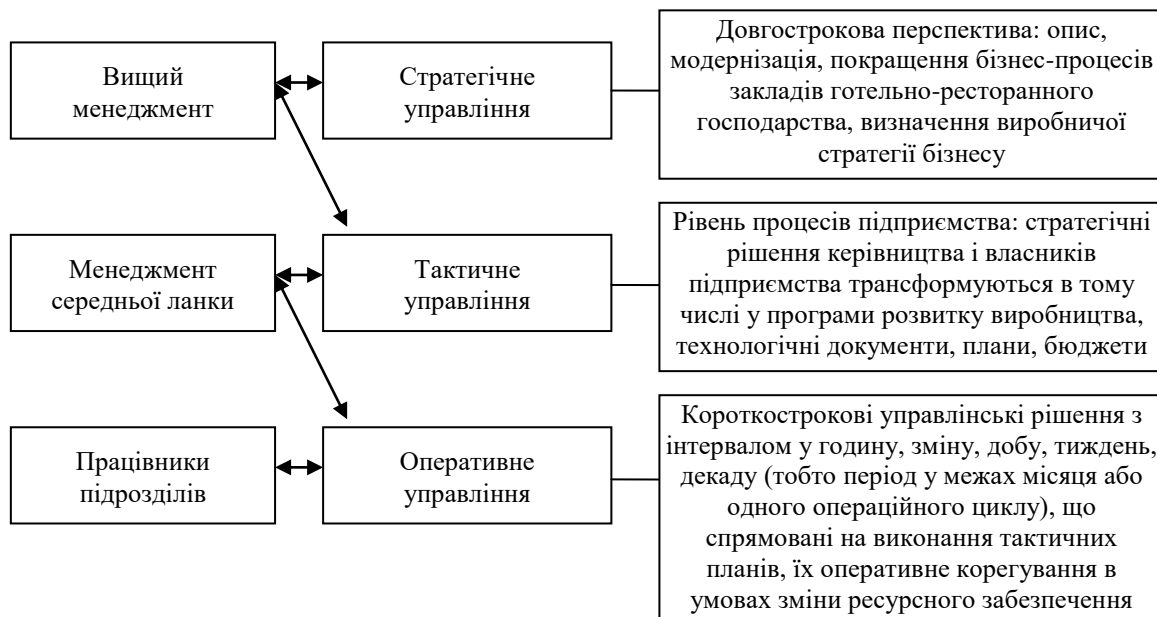 Вищий
менеджмент
Стратегічне
управління
Довгострокова перспектива: опис,
модернізація, покращення бізнес-процесів
закладів готельно-ресторанного
господарства, визначення виробничої
стратегії бізнесу
Менеджмент
середньої ланки
Тактичне
управління
Рівень процесів підприємства: стратегічні
рішення керівництва і власників
підприємства трансформуються в тому
числі у програми розвитку виробництва,
технологічні документи, плани, бюджети
Працівники
підрозділів
Оперативне
управління
Короткострокові управлінські рішення з
інтервалом у годину, зміну, добу, тиждень,
декаду (тобто період у межах місяця або
одного операційного циклу), що
спрямовані на виконання тактичних
планів, їх оперативне корегування в
умовах зміни ресурсного забезпечення